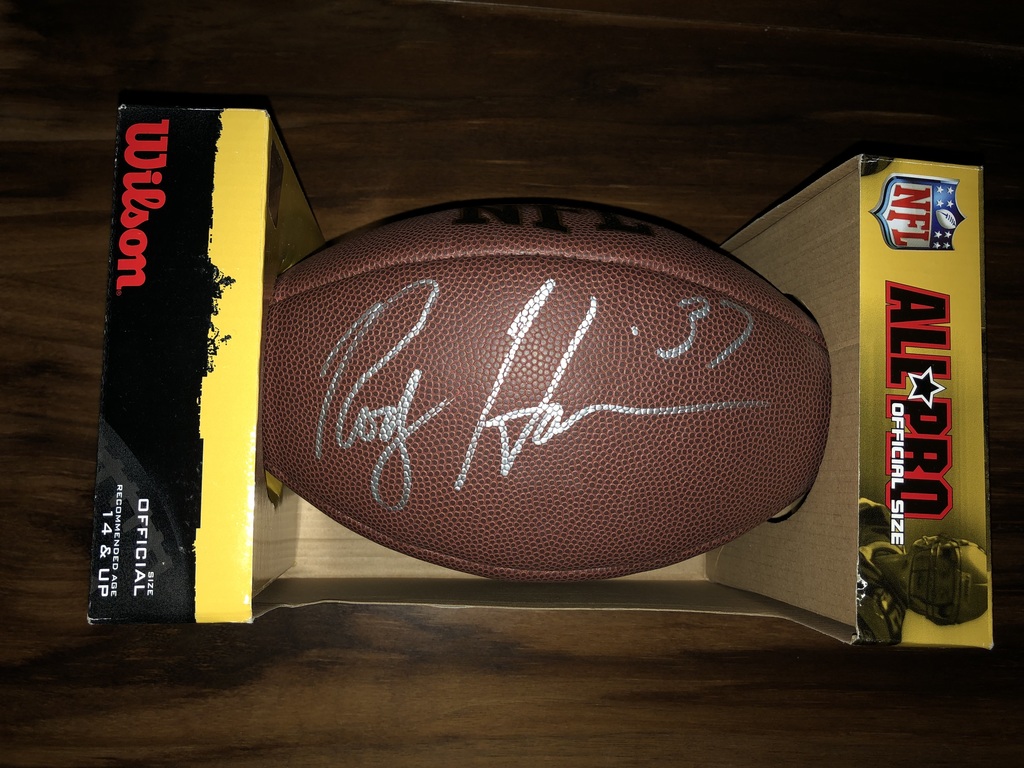 Wilson
OFFICIAL
SIZE
RECOMMENDED AGE
14 & UP
NFL
37
NFL
ALL PRO
OFFICIAL SIZE